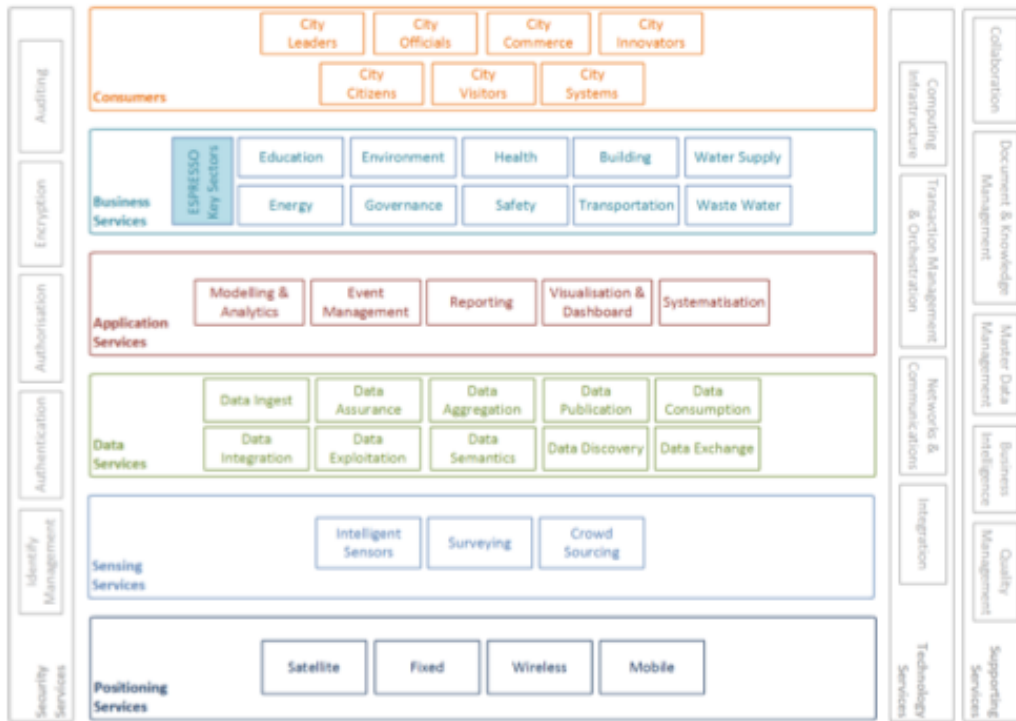 Auditing
Encryption
Authorisation
Authentication
Identify
Management
Security
Services
City
Leaders
City
Officials
City
Commerce
City
Innovators
City
Citizens
City
Visitors
City
Systems
Consumers
ESPRESSO
Key Sectors
Education
Environment
Health
Building
Water Supply
Energy
Governance
Safety
Transportation
Waste Water
Business
Services
Modelling &
Analytics
Event
Management
Reporting
Visualisation &
Dashboard
Systematisation
Application
Services
Data Ingest
Data
Assurance
Data
Aggregation
Data
Publication
Data
Consumption
Data
Integration
Data
Exploitation
Data
Semantics
Data Discovery
Data Exchange
Data
Services
Intelligent
Sensors
Surveying
Crowd
Sourcing
Sensing
Services
Satellite
Fixed
Wireless
Mobile
Positioning
Services
Computing
Infrastructure
Transaction Management
& Orchestration
Networks &
Communications
Integration
Technology
Services
Collaboration
Document & Knowledge
Management
Master Data
Management
Business
Intelligence
Quality
Management
Supporting
Services